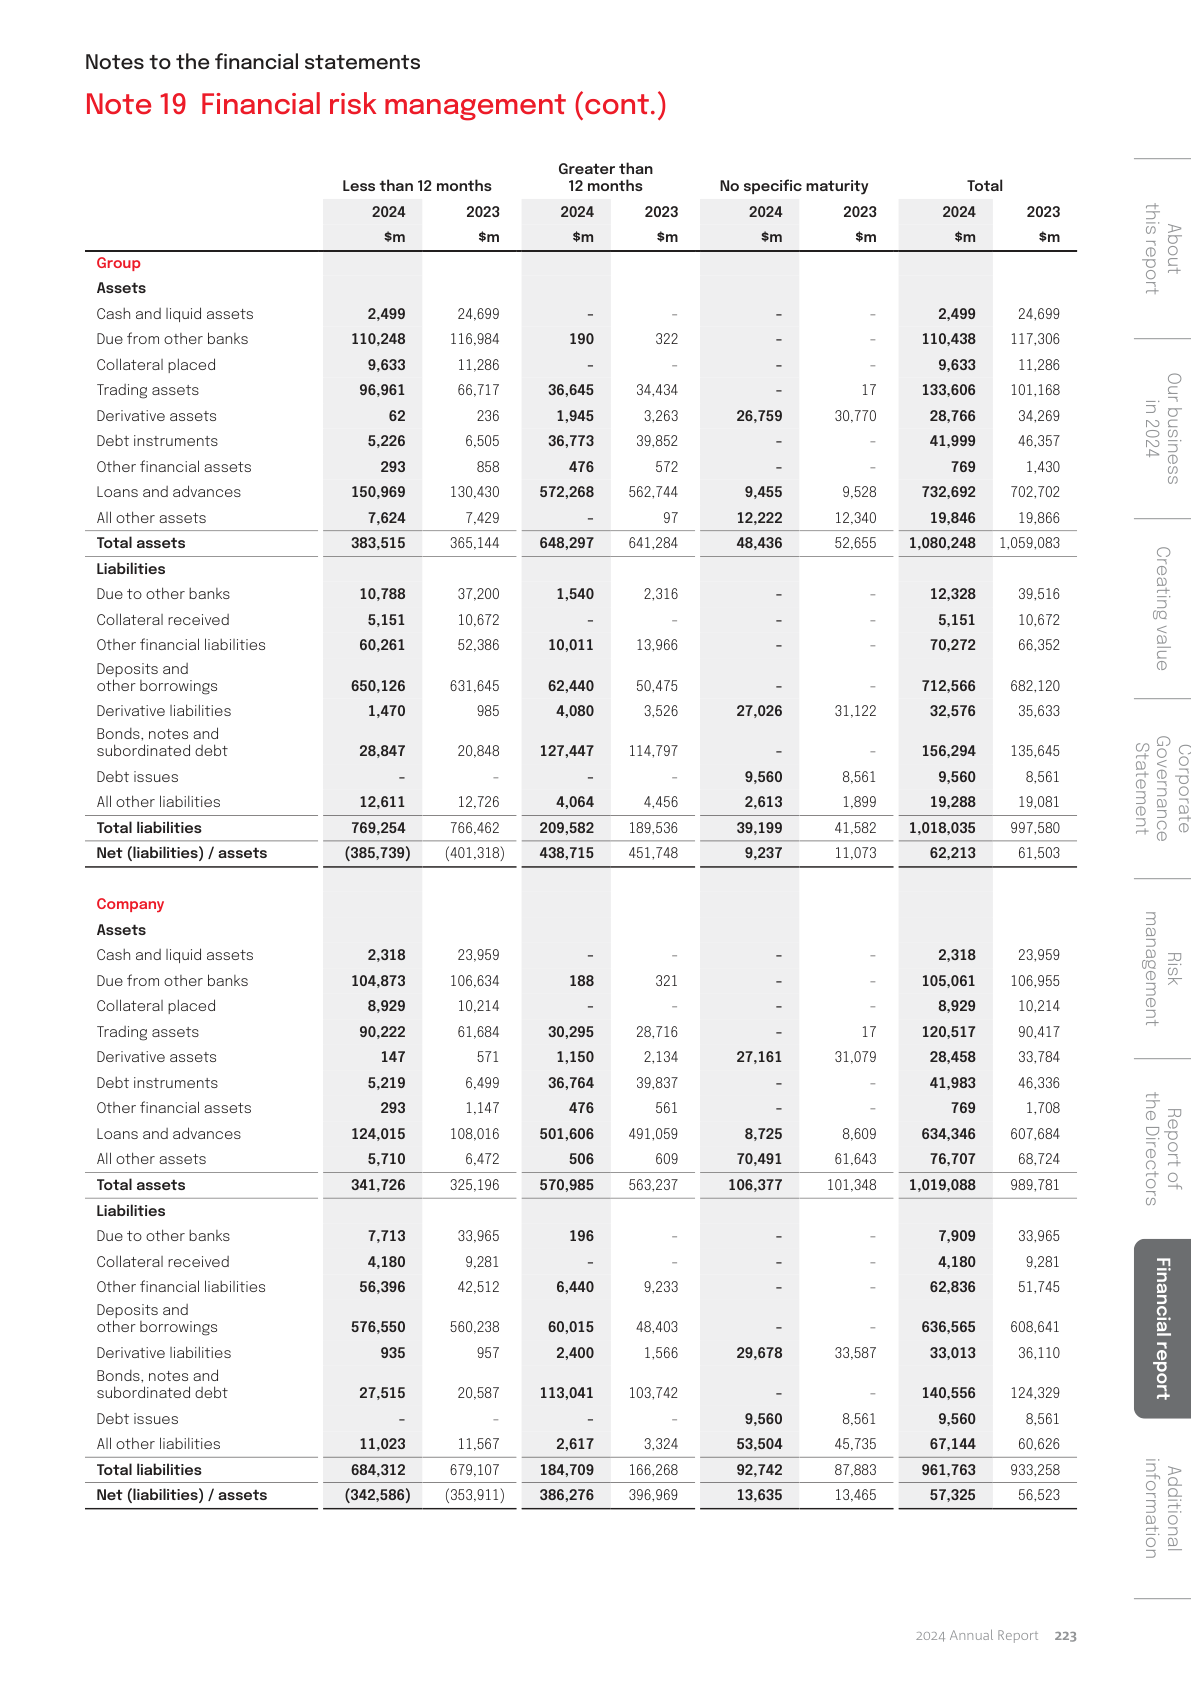 Notes to the financial statements
Note 19 Financial risk management (cont.)
Less than 12 months Greater than 12 months No specific maturity Total
2024 2023 2024 2023 2024 2023 2024 2023
$m $m $m $m $m $m $m $m
Group
Assets
Cash and liquid assets 2,499 24,699 – – – – 2,499 24,699
Due from other banks 110,248 116,984 190 322 – – 110,438 117,306
Collateral placed 9,633 11,286 – – – – 9,633 11,286
Trading assets 96,961 66,717 36,645 34,434 – 17 133,606 101,168
Derivative assets 62 236 1,945 3,263 26,759 30,770 28,766 34,269
Debt instruments 5,226 6,505 36,773 39,852 – – 41,999 46,357
Other financial assets 293 858 476 572 – – 769 1,430
Loans and advances 150,969 130,430 572,268 562,744 9,455 9,528 732,692 702,702
All other assets 7,624 7,429 – 97 12,222 12,340 19,846 19,866
Total assets 383,515 365,144 648,297 641,284 48,436 52,655 1,080,248 1,059,083
Liabilities
Due to other banks 10,788 37,200 1,540 2,316 – – 12,328 39,516
Collateral received 5,151 10,672 – – – – 5,151 10,672
Other financial liabilities 60,261 52,386 10,011 13,966 – – 70,272 66,352
Deposits and
other borrowings 650,126 631,645 62,440 50,475 – – 712,566 682,120
Derivative liabilities 1,470 985 4,080 3,526 27,026 31,122 32,576 35,633
Bonds, notes and
subordinated debt 28,847 20,848 127,447 114,797 – – 156,294 135,645
Debt issues – – – – 9,560 8,561 9,560 8,561
All other liabilities 12,611 12,726 4,064 4,456 2,613 1,899 19,288 19,081
Total liabilities 769,254 766,462 209,582 189,536 39,199 41,582 1,018,035 997,580
Net (liabilities) / assets (385,739) (401,318) 438,715 451,748 9,237 11,073 62,213 61,503
Company
Assets
Cash and liquid assets 2,318 23,959 – – – – 2,318 23,959
Due from other banks 104,873 106,634 188 321 – – 105,061 106,955
Collateral placed 8,929 10,214 – – – – 8,929 10,214
Trading assets 90,222 61,684 30,295 28,716 – 17 120,517 90,417
Derivative assets 147 571 1,150 2,134 27,161 31,079 28,458 33,784
Debt instruments 5,219 6,499 36,764 39,837 – – 41,983 46,336
Other financial assets 293 1,147 476 561 – – 769 1,708
Loans and advances 124,015 108,016 501,606 491,059 8,725 8,609 634,346 607,684
All other assets 5,710 6,472 506 609 70,491 61,643 76,707 68,724
Total assets 341,726 325,196 570,985 563,237 106,377 101,348 1,019,088 989,781
Liabilities
Due to other banks 7,713 33,965 196 – – – 7,909 33,965
Collateral received 4,180 9,281 – – – – 4,180 9,281
Other financial liabilities 56,396 42,512 6,440 9,233 – – 62,836 51,745
Deposits and
other borrowings 576,550 560,238 60,015 48,403 – – 636,565 608,641
Derivative liabilities 935 957 2,400 1,566 29,678 33,587 33,013 36,110
Bonds, notes and
subordinated debt 27,515 20,587 113,041 103,742 – – 140,556 124,329
Debt issues – – – – 9,560 8,561 9,560 8,561
All other liabilities 11,023 11,567 2,617 3,324 53,504 45,735 67,144 60,626
Total liabilities 684,312 679,107 184,709 166,268 92,742 87,883 961,763 933,258
Net (liabilities) / assets (342,586) (353,911) 386,276 396,969 13,635 13,465 57,325 56,523
About
this report
Our business
in 2024
Creating value
Corporate
Governance
Statement
Risk
management
Report of
the Directors
Financial report
Additional
information
2024 Annual Report 223